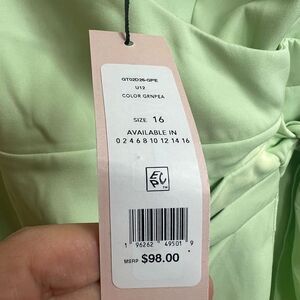 GT02D26-GPE
U12
COLOR GRNPEA
SIZE 16
AVAILABLE IN
0 2 4 6 8 10 12 14 16
1 96262 49501 9
MSRP $98.00